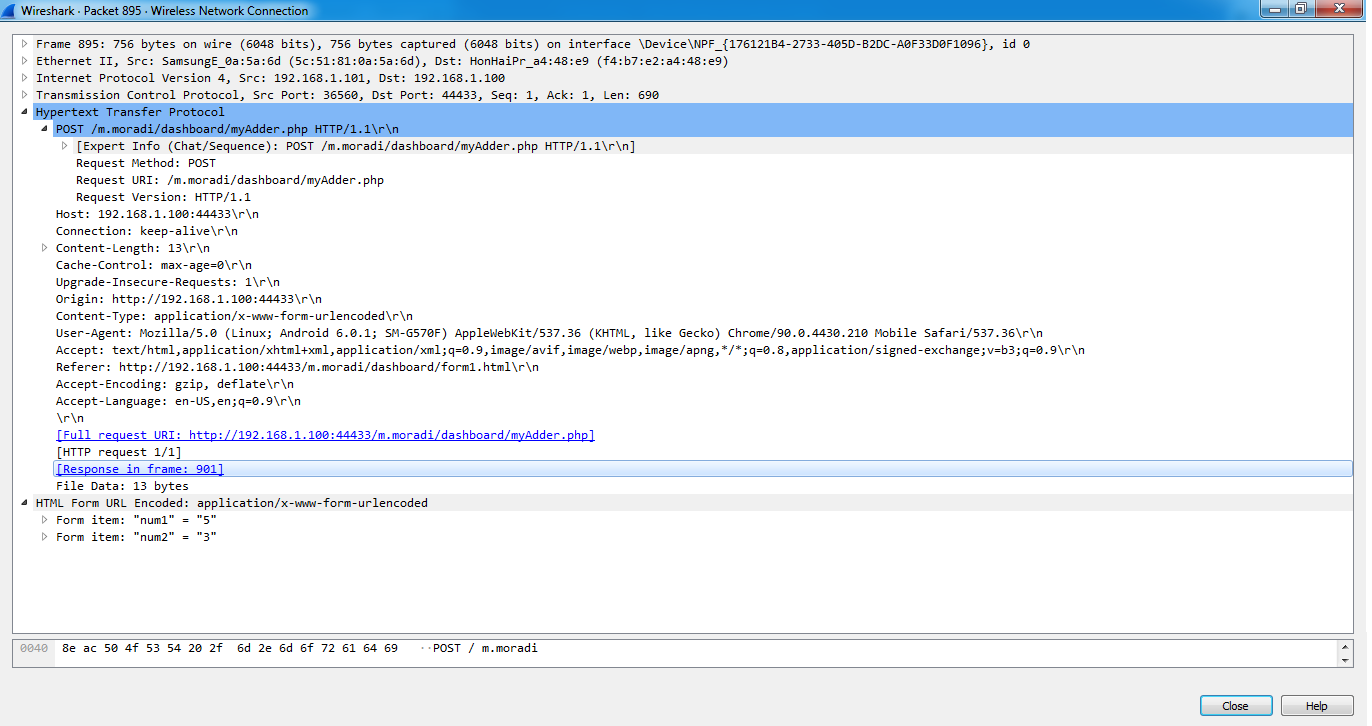 Wireshark · Packet 895 · Wireless Network Connection
Frame 895: 756 bytes on wire (6048 bits), 756 bytes captured (6048 bits) on interface \Device\NPF_{176121B4-2733-405D-B2DC-A0F33D0F1096}, id 0
Ethernet II, Src: SamsungE_0a:5a:6d (5c:51:81:0a:5a:6d), Dst: HonHaiPr_a4:48:e9 (f4:b7:e2:a4:48:e9)
Internet Protocol Version 4, Src: 192.168.1.101, Dst: 192.168.1.100
Transmission Control Protocol, Src Port: 36560, Dst Port: 44433, Seq: 1, Ack: 1, Len: 690
Hypertext Transfer Protocol
POST /m.moradi/dashboard/myAdder.php HTTP/1.1\r\n
[Expert Info (Chat/Sequence): POST /m.moradi/dashboard/myAdder.php HTTP/1.1\r\n]
Request Method: POST
Request URI: /m.moradi/dashboard/myAdder.php
Request Version: HTTP/1.1
Host: 192.168.1.100:44433\r\n
Connection: keep-alive\r\n
Content-Length: 13\r\n
Cache-Control: max-age=0\r\n
Upgrade-Insecure-Requests: 1\r\n
Origin: http://192.168.1.100:44433\r\n
Content-Type: application/x-www-form-urlencoded\r\n
User-Agent: Mozilla/5.0 (Linux; Android 6.0.1; SM-G570F) AppleWebKit/537.36 (KHTML, like Gecko) Chrome/90.0.4430.210 Mobile Safari/537.36\r\n
Accept: text/html,application/xhtml+xml,application/xml;q=0.9,image/avif,image/webp,image/apng,*/*;q=0.8,application/signed-exchange;v=b3;q=0.9\r\n
Referer: http://192.168.1.100:44433/m.moradi/dashboard/form1.html\r\n
Accept-Encoding: gzip, deflate\r\n
Accept-Language: en-US,en;q=0.9\r\n
\r\n
[Full request URI: http://192.168.1.100:44433/m.moradi/dashboard/myAdder.php]
[HTTP request 1/1]
[Response in frame: 901]
File Data: 13 bytes
HTML Form URL Encoded: application/x-www-form-urlencoded
Form item: "num1" = "5"
Form item: "num2" = "3"
0040 8e ac 50 4f 53 54 20 2f 6d 2e 6d 6f 72 61 64 69 ··POST / m.moradi
Close Help